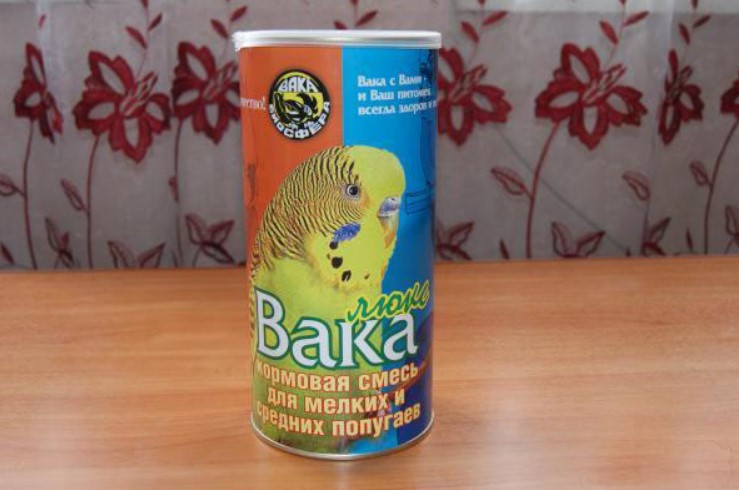 ВАКА
БИОСФЕРА
Вака с Вами
и Ваш питомец
всегда здоров и
люкс
Вака
кормовая смесь
для мелких и
средних попугаев